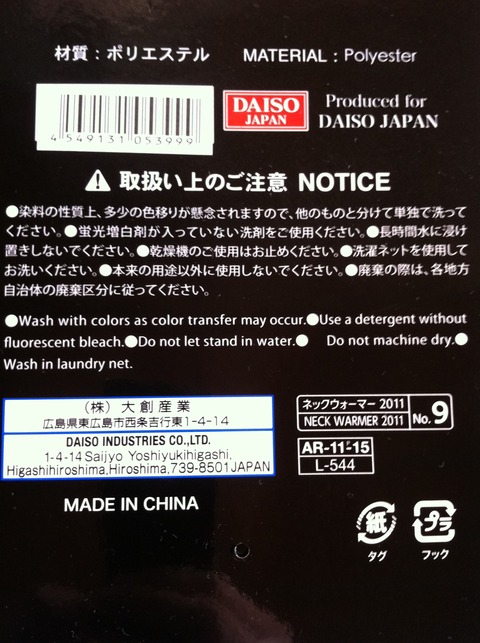 材質：ポリエステル MATERIAL：Polyester
4 549131 053999
DAISO
JAPAN
Produced for
DAISO JAPAN
取扱い上のご注意 NOTICE
●染料の性質上、多少の色移りが懸念されますので、他のものと分けて単独で洗って
ください。●蛍光増白剤が入っていない洗剤をご使用ください。●長時間水に浸け
置きしないでください。●乾燥機のご使用はお止めください。●洗濯ネットを使用して
お洗いください。●本来の用途以外に使用しないでください。●廃棄の際は、各地方
自治体の廃棄区分に従ってください。
●Wash with colors as color transfer may occur.●Use a detergent without
fluorescent bleach.●Do not let stand in water.● Do not machine dry.●
Wash in laundry net.
（株）大創産業
広島県東広島市西条吉行東1-4-14
DAISO INDUSTRIES CO.,LTD.
1-4-14 Saijyo Yoshiyukihigashi,
Higashihiroshima,Hiroshima,739-8501JAPAN
ネックウォーマー 2011
NECK WARMER 2011
No.9
AR-11-15
L-544
MADE IN CHINA
紙
タグ
プラ
フック